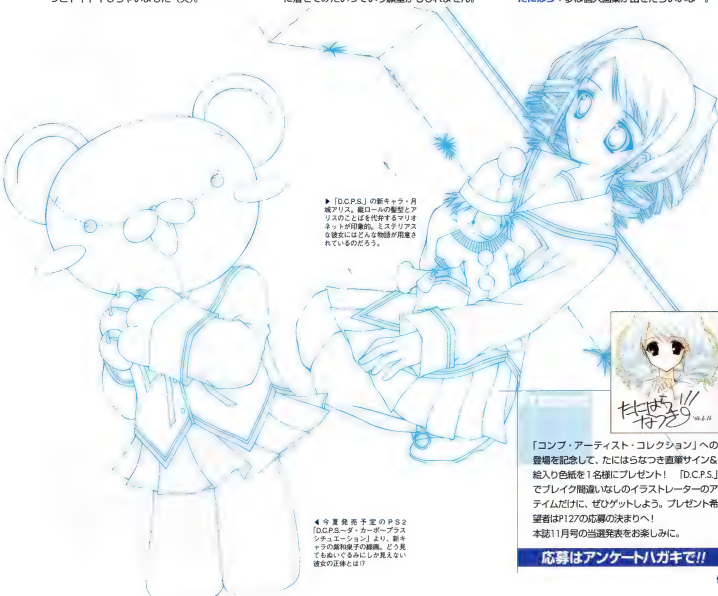 ▶「D.C.P.S.」の新キャラ・月
城アリス。縦ロールの髪型とア
リスのことばを代弁するマリオ
ネットが印象的。ミステリアス
な彼女にはどんな物語が用意さ
れているのだろう。
たにはら
なつき
「コンプ・アーティスト・コレクション」への
登場を記念して、たにはらなつき直筆サイン&
絵入り色紙を1名様にプレゼント! 「D.C.P.S.」
でブレイク間違いなしのイラストレーターのア
イテムだけに、ぜひゲットしよう。プレゼント希
望者はP127の応募の決まりへ!
本誌11月号の当選発表をお楽しみに。
応募はアンケートハガキで!!
◀今夏発売予定のPS2
「D.C.P.S.~ダ・カーポ~プラス
シチュエーション」より、新キ
ャラの紫和泉子の線画。どう見
てもぬいぐるみにしか見えない
彼女の正体とは!?